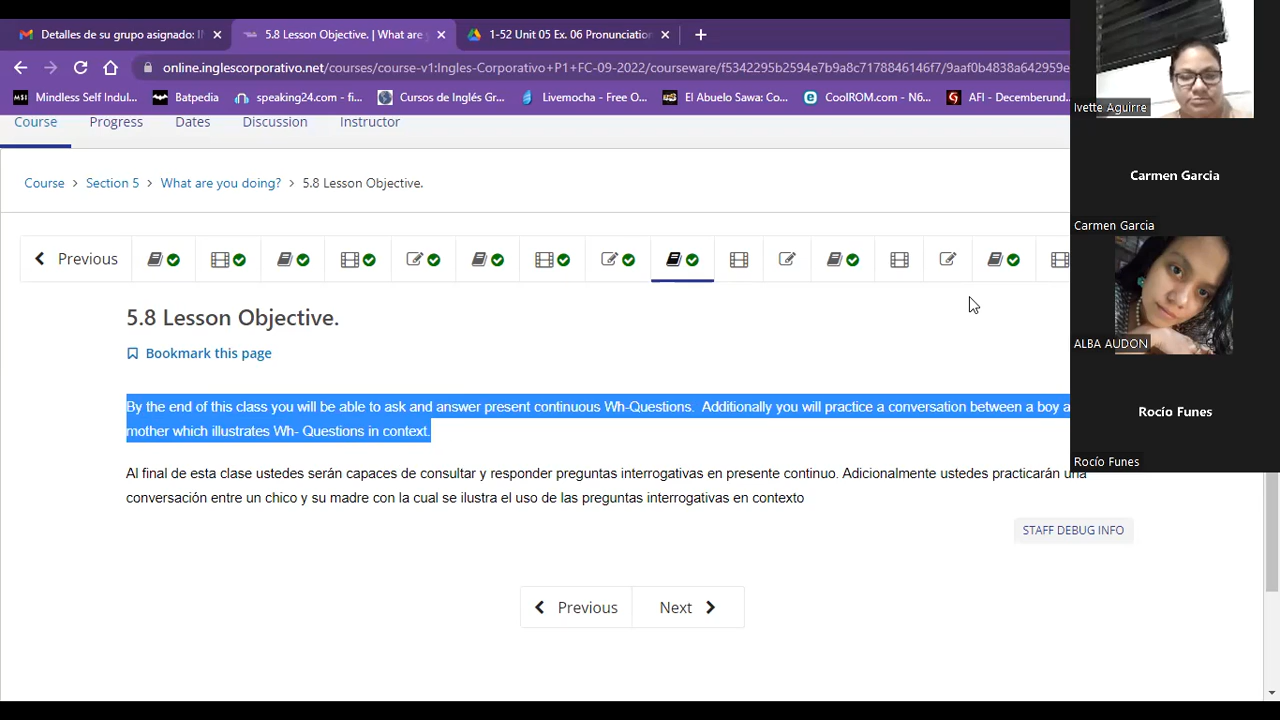 Detalles de su grupo asignado: II
5.8 Lesson Objective. | What are
1-52 Unit 05 Ex. 06 Pronunciation
online.inglescorporativo.net/courses/course-v1:Ingles-Corporativo+P1+FC-09-2022/courseware/f5342295b2594e7b9a8c7178846146f7/9aaf0b4838a642959e
Mindless Self Indul...
Batpedia
speaking24.com - fi...
Cursos de Inglés Gr...
Livemocha - Free O...
El Abuelo Sawa: Co...
CoolROM.com - N6...
AFI - Decemberund...
Course
Progress
Dates
Discussion
Instructor
Course > Section 5 > What are you doing? > 5.8 Lesson Objective.
Previous
5.8 Lesson Objective.
Bookmark this page
By the end of this class you will be able to ask and answer present continuous Wh-Questions. Additionally you will practice a conversation between a boy a
mother which illustrates Wh- Questions in context.
Al final de esta clase ustedes serán capaces de consultar y responder preguntas interrogativas en presente continuo. Adicionalmente ustedes practicarán una
conversación entre un chico y su madre con la cual se ilustra el uso de las preguntas interrogativas en contexto
STAFF DEBUG INFO
Previous
Next
Ivette Aguirre
Carmen Garcia
Carmen Garcia
ALBA AUDON
Rocío Funes
Rocío Funes